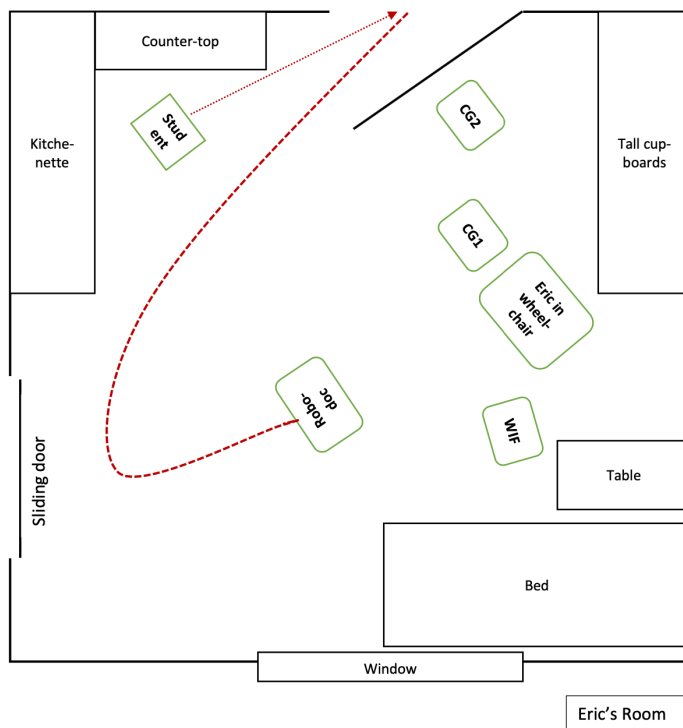 Counter-top
Stud
ent
Kitche-
nette
CG2
Tall cup-
boards
CG1
Eric in
wheel-
chair
Robo-
doc
WIF
Sliding door
Table
Bed
Window
Eric's Room